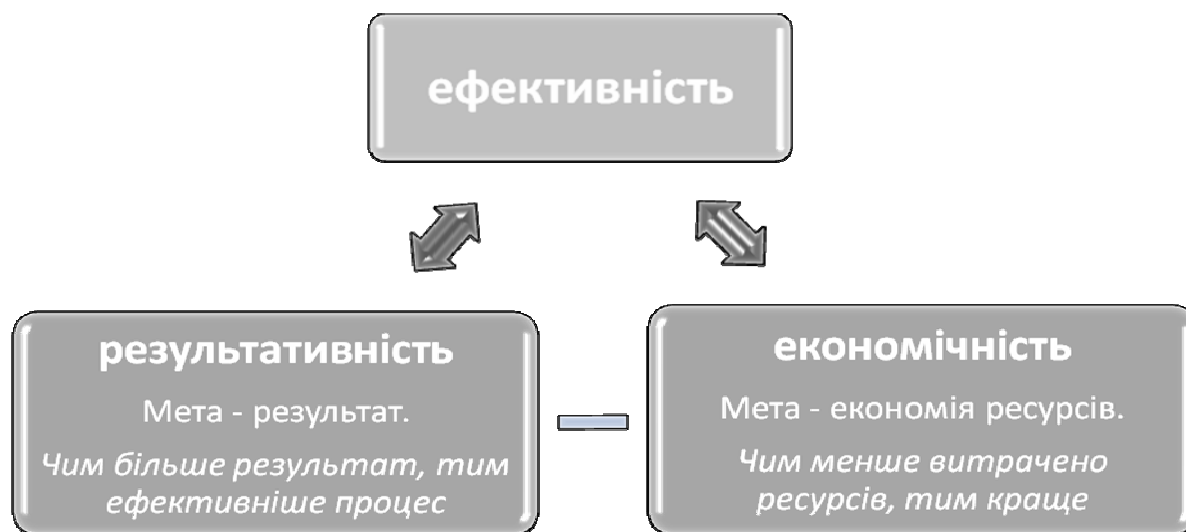 ефективність
результативність
Мета - результат.
Чим більше результат, тим
ефективніше процес
економічність
Мета - економія ресурсів.
Чим менше витрачено
ресурсів, тим краще